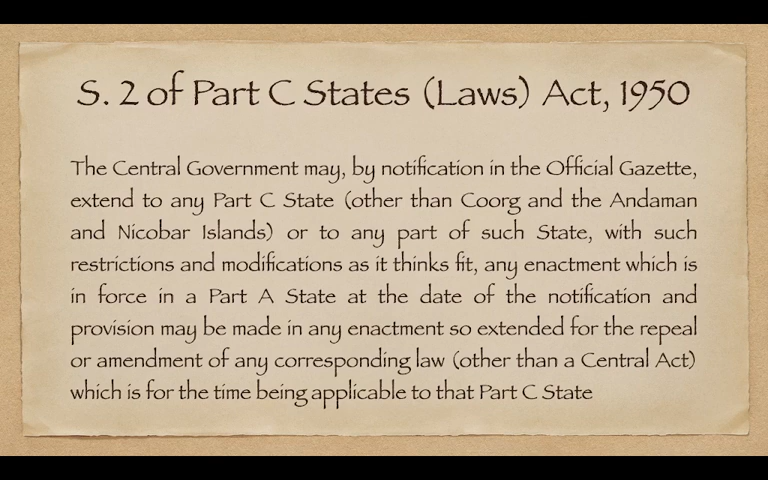 S. 2 of Part C States (Laws) Act, 1950
The Central Government may, by notification in the Official Gazette,
extend to any Part C State (other than Coorg and the Andaman
and Nicobar Islands) or to any part of such State, with such
restrictions and modifications as it thinks fit, any enactment which is
in force in a Part A State at the date of the notification and
provision may be made in any enactment so extended for the repeal
or amendment of any corresponding law (other than a Central Act)
which is for the time being applicable to that Part C State